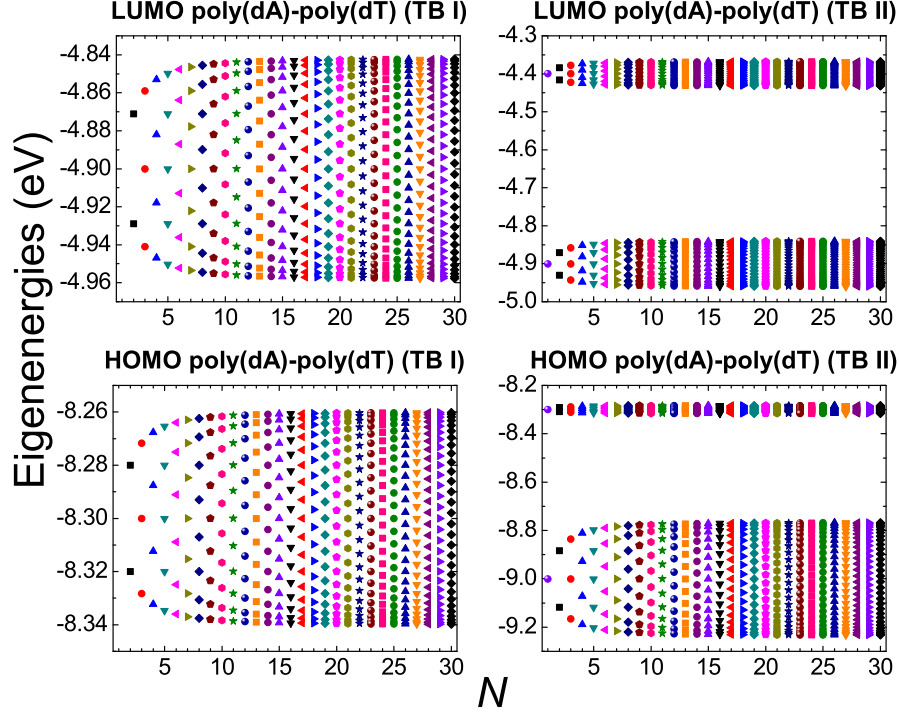 LUMO poly(dA)-poly(dT) (TB I)
LUMO poly(dA)-poly(dT) (TB II)
Eigenenergies (eV)
-4.84
-4.86
-4.88
-4.90
-4.92
-4.94
-4.96
5 10 15 20 25 30
-4.3
-4.4
-4.5
-4.6
-4.7
-4.8
-4.9
-5.0
5 10 15 20 25 30
HOMO poly(dA)-poly(dT) (TB I)
HOMO poly(dA)-poly(dT) (TB II)
-8.26
-8.28
-8.30
-8.32
-8.34
5 10 15 20 25 30
-8.2
-8.4
-8.6
-8.8
-9.0
-9.2
5 10 15 20 25 30
N